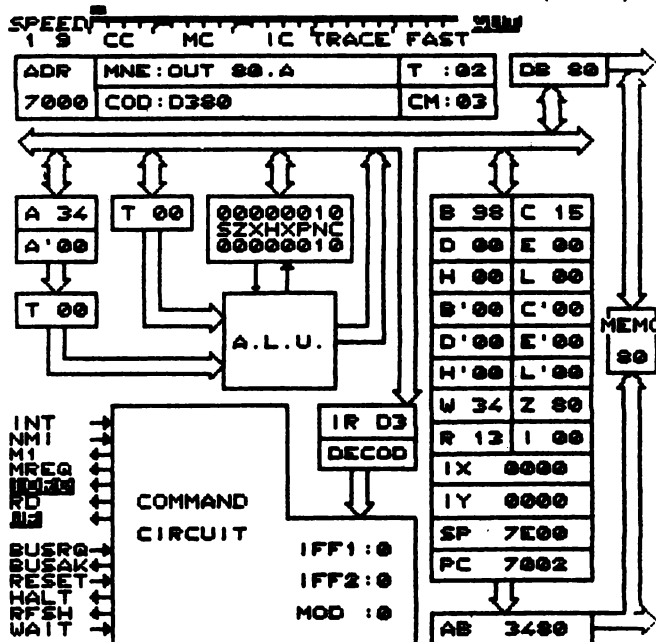 SPEED
1 9 CC MC IC TRACE FAST
ADR MNE:OUT 80.A T :02 DB 80
7000 COD:D380 CM:03
A 34 T 00 00000010 B 98 C 15
A'00 SZXHXPNC D 00 E 00
00000010
T 00 H 00 L 00
A.L.U. B'00 C'00 MEMO
D'00 E'00 80
H'00 L'00
IR D3 W 34 Z 80
DECOD R 13 I 00
INT
NMI
M1
MREQ
RD
COMMAND
CIRCUIT
IX 0000
IY 0000
SP 7E00
PC 7002
BUSRQ
BUSAK
RESET
HALT
RFSH
WAIT
IFF1:0
IFF2:0
MOD :0
AB 3480